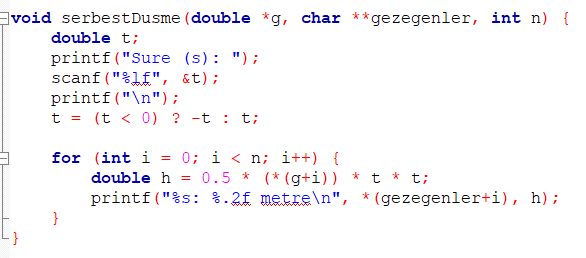 void serbestDusme(double *g, char **gezegenler, int n) {
    double t;
    printf("Sure (s): ");
    scanf("%lf", &t);
    printf("\n");
    t = (t < 0) ? -t : t;

    for (int i = 0; i < n; i++) {
        double h = 0.5 * (*(g+i)) * t * t;
        printf("%s: %.2f metre\n", *(gezegenler+i), h);
    }
}